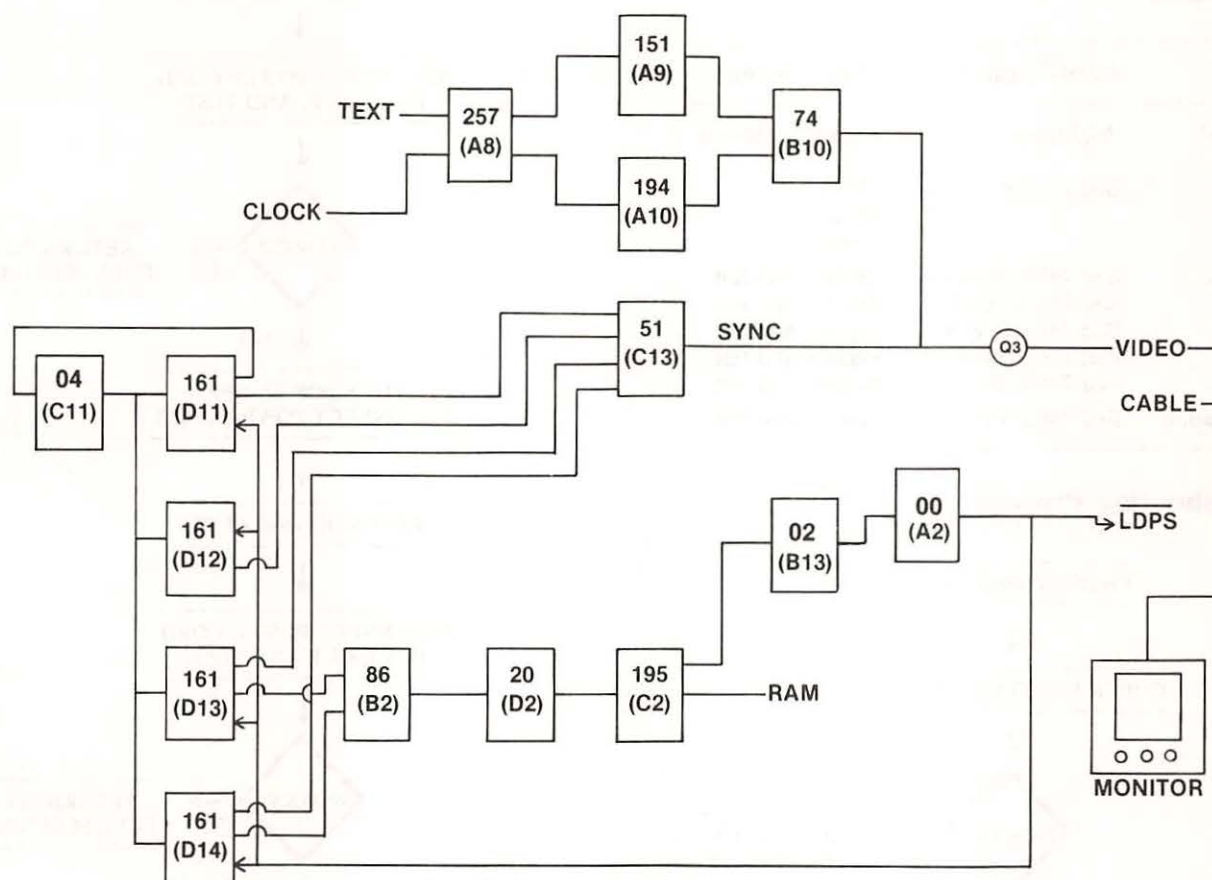 151
(A9)
TEXT
257
(A8)
74
(B10)
194
(A10)
CLOCK
51
(C13)
SYNC
Q3
VIDEO
CABLE
04
(C11)
161
(D11)
161
(D12)
00
(A2)
LDPS
02
(B13)
161
(D13)
86
(B2)
20
(D2)
195
(C2)
RAM
MONITOR
161
(D14)